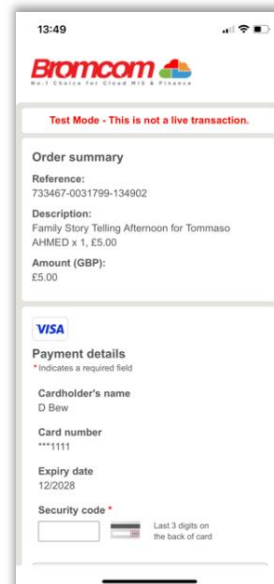 13:49
Bromcom
No.1 Choice for Cloud MIS & Finance
Test Mode - This is not a live transaction.
Order summary
Reference:
733467-0031799-134902
Description:
Family Story Telling Afternoon for Tommaso
AHMED x 1, £5.00
Amount (GBP):
£5.00
VISA
Payment details
*Indicates a required field
Cardholder's name
D Bew
Card number
***1111
Expiry date
12/2028
Security code *
Last 3 digits on
the back of card